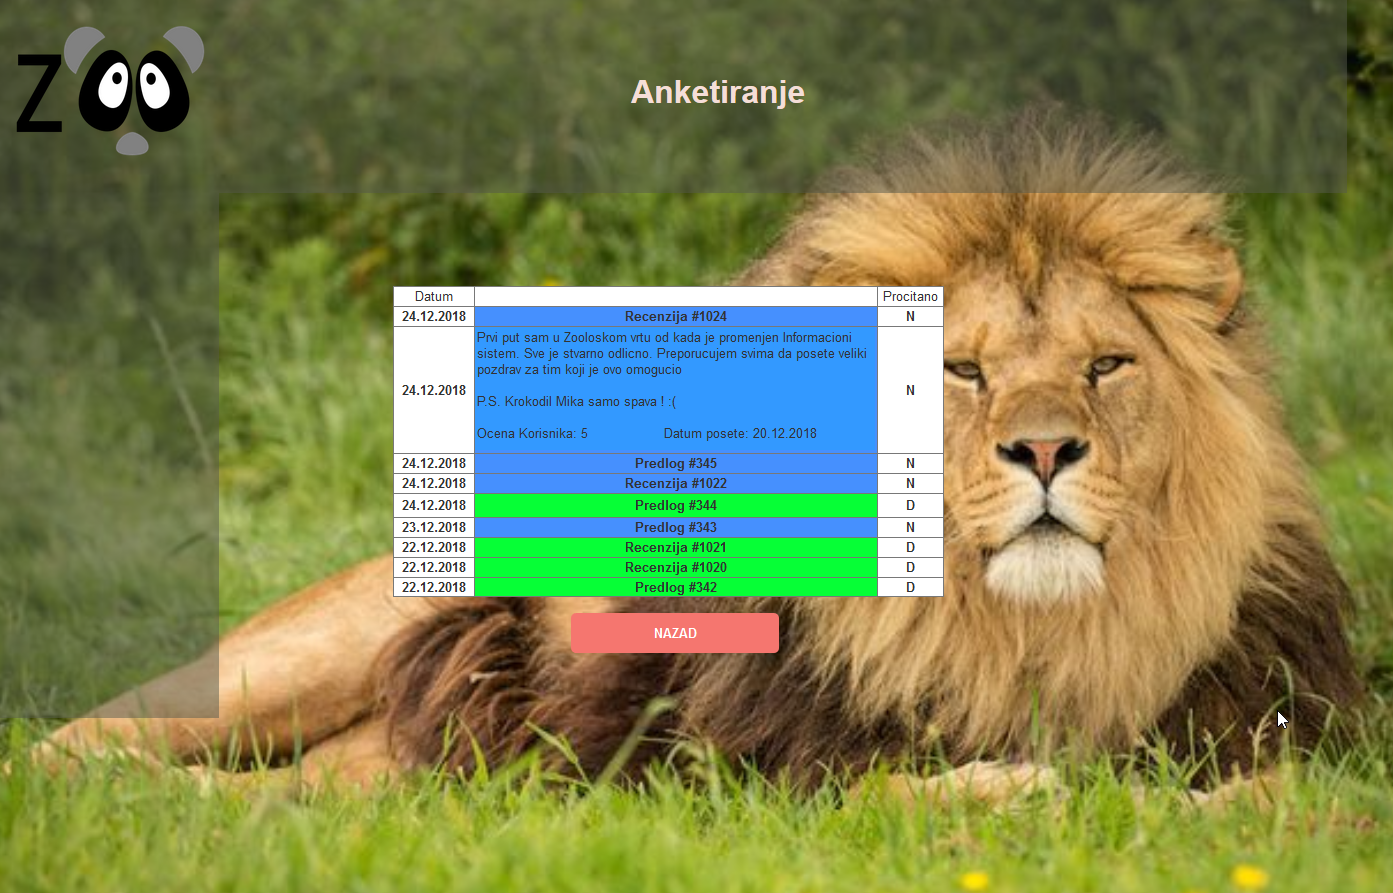 ZOO
Anketiranje
Datum Procitano
24.12.2018 Recenzija #1024 N
Prvi put sam u Zooloskom vrtu od kada je promenjen Informacioni
sistem. Sve je stvarno odlicno. Preporucujem svima da posete veliki
pozdrav za tim koji je ovo omogucio
24.12.2018 N
P.S. Krokodil Mika samo spava ! :(
Ocena Korisnika: 5 Datum posete: 20.12.2018
24.12.2018 Predlog #345 N
24.12.2018 Recenzija #1022 N
24.12.2018 Predlog #344 D
23.12.2018 Predlog #343 N
22.12.2018 Recenzija #1021 D
22.12.2018 Recenzija #1020 D
22.12.2018 Predlog #342 D
NAZAD